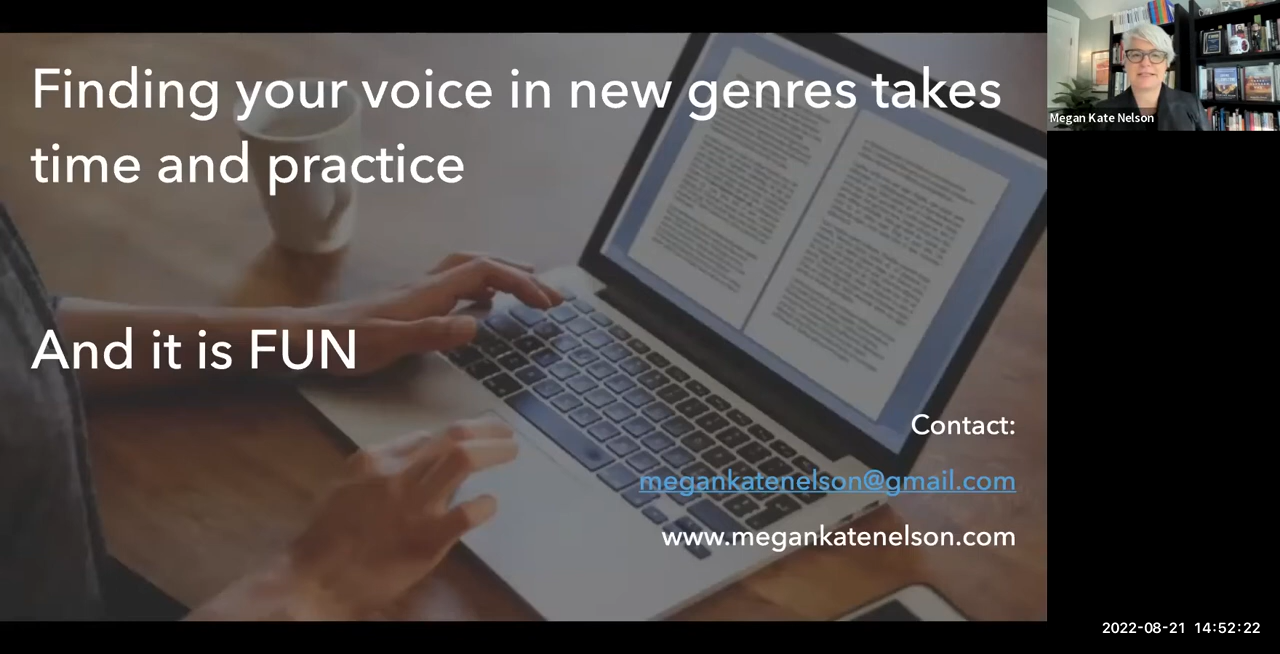 Finding your voice in new genres takes
time and practice
And it is FUN
Contact:
megankatenelson@gmail.com
www.megankatenelson.com
Megan Kate Nelson
2022-08-21 14:52:22